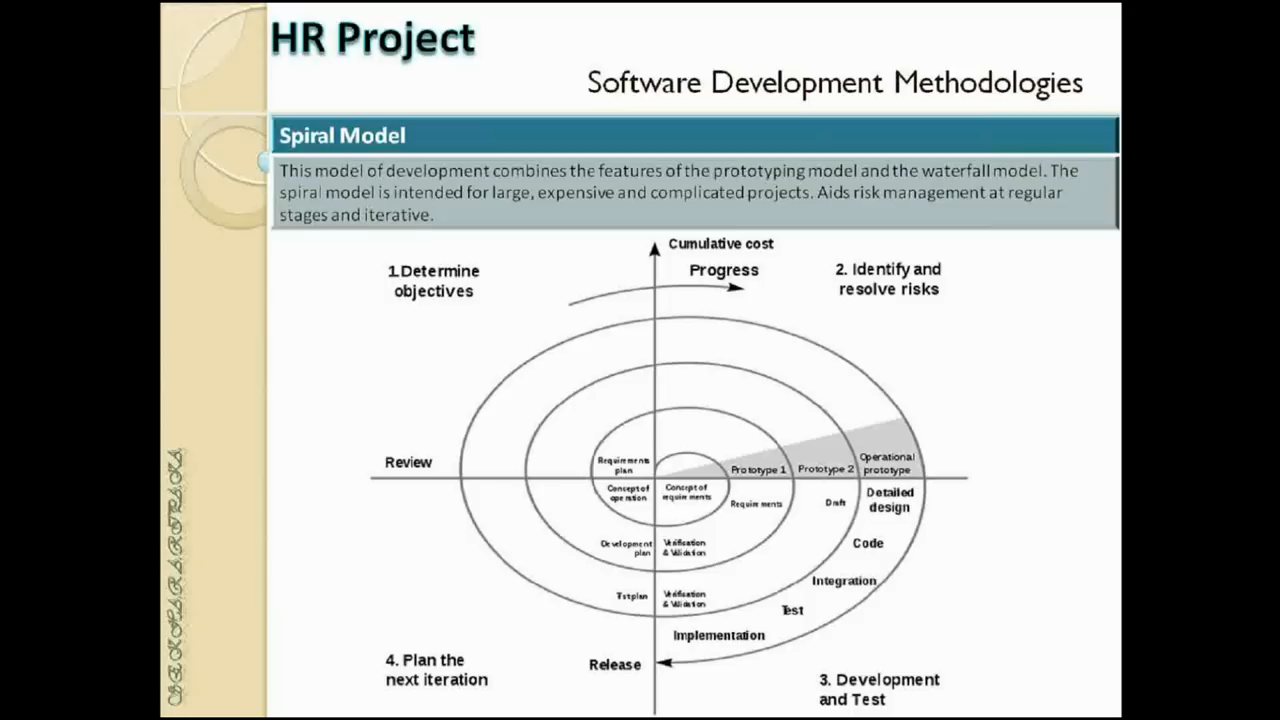 HR Project
Software Development Methodologies
Spiral Model
This model of development combines the features of the prototyping model and the waterfall model. The
spiral model is intended for large, expensive and complicated projects. Aids risk management at regular
stages and iterative.
Cumulative cost
Progress
1.Determine
objectives
2. Identify and
resolve risks
Review
Requirements
plan
Prototype 1
Prototype 2
Operational
prototype
Concept of
operation
Concept of
requirements
Requirements
Draft
Detailed
design
Development
plan
Verification
& Validation
Code
Integration
Test plan
Verification
& Validation
Test
Implementation
Release
4. Plan the
next iteration
3. Development
and Test